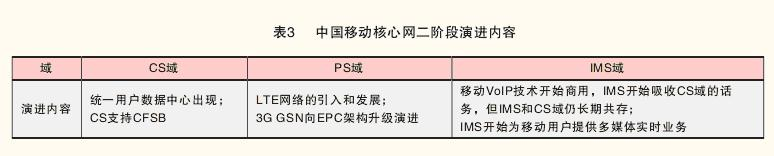 表3 中国移动核心网二阶段演进内容
域 CS域 PS域 IMS域
演进内容
统一用户数据中心出现；
CS支持CFSB
LTE网络的引入和发展；
3G GSN向EPC架构升级演进
移动VoIP技术开始商用，IMS开始吸收CS域的话
务，但IMS和CS域仍长期共存；
IMS开始为移动用户提供多媒体实时业务